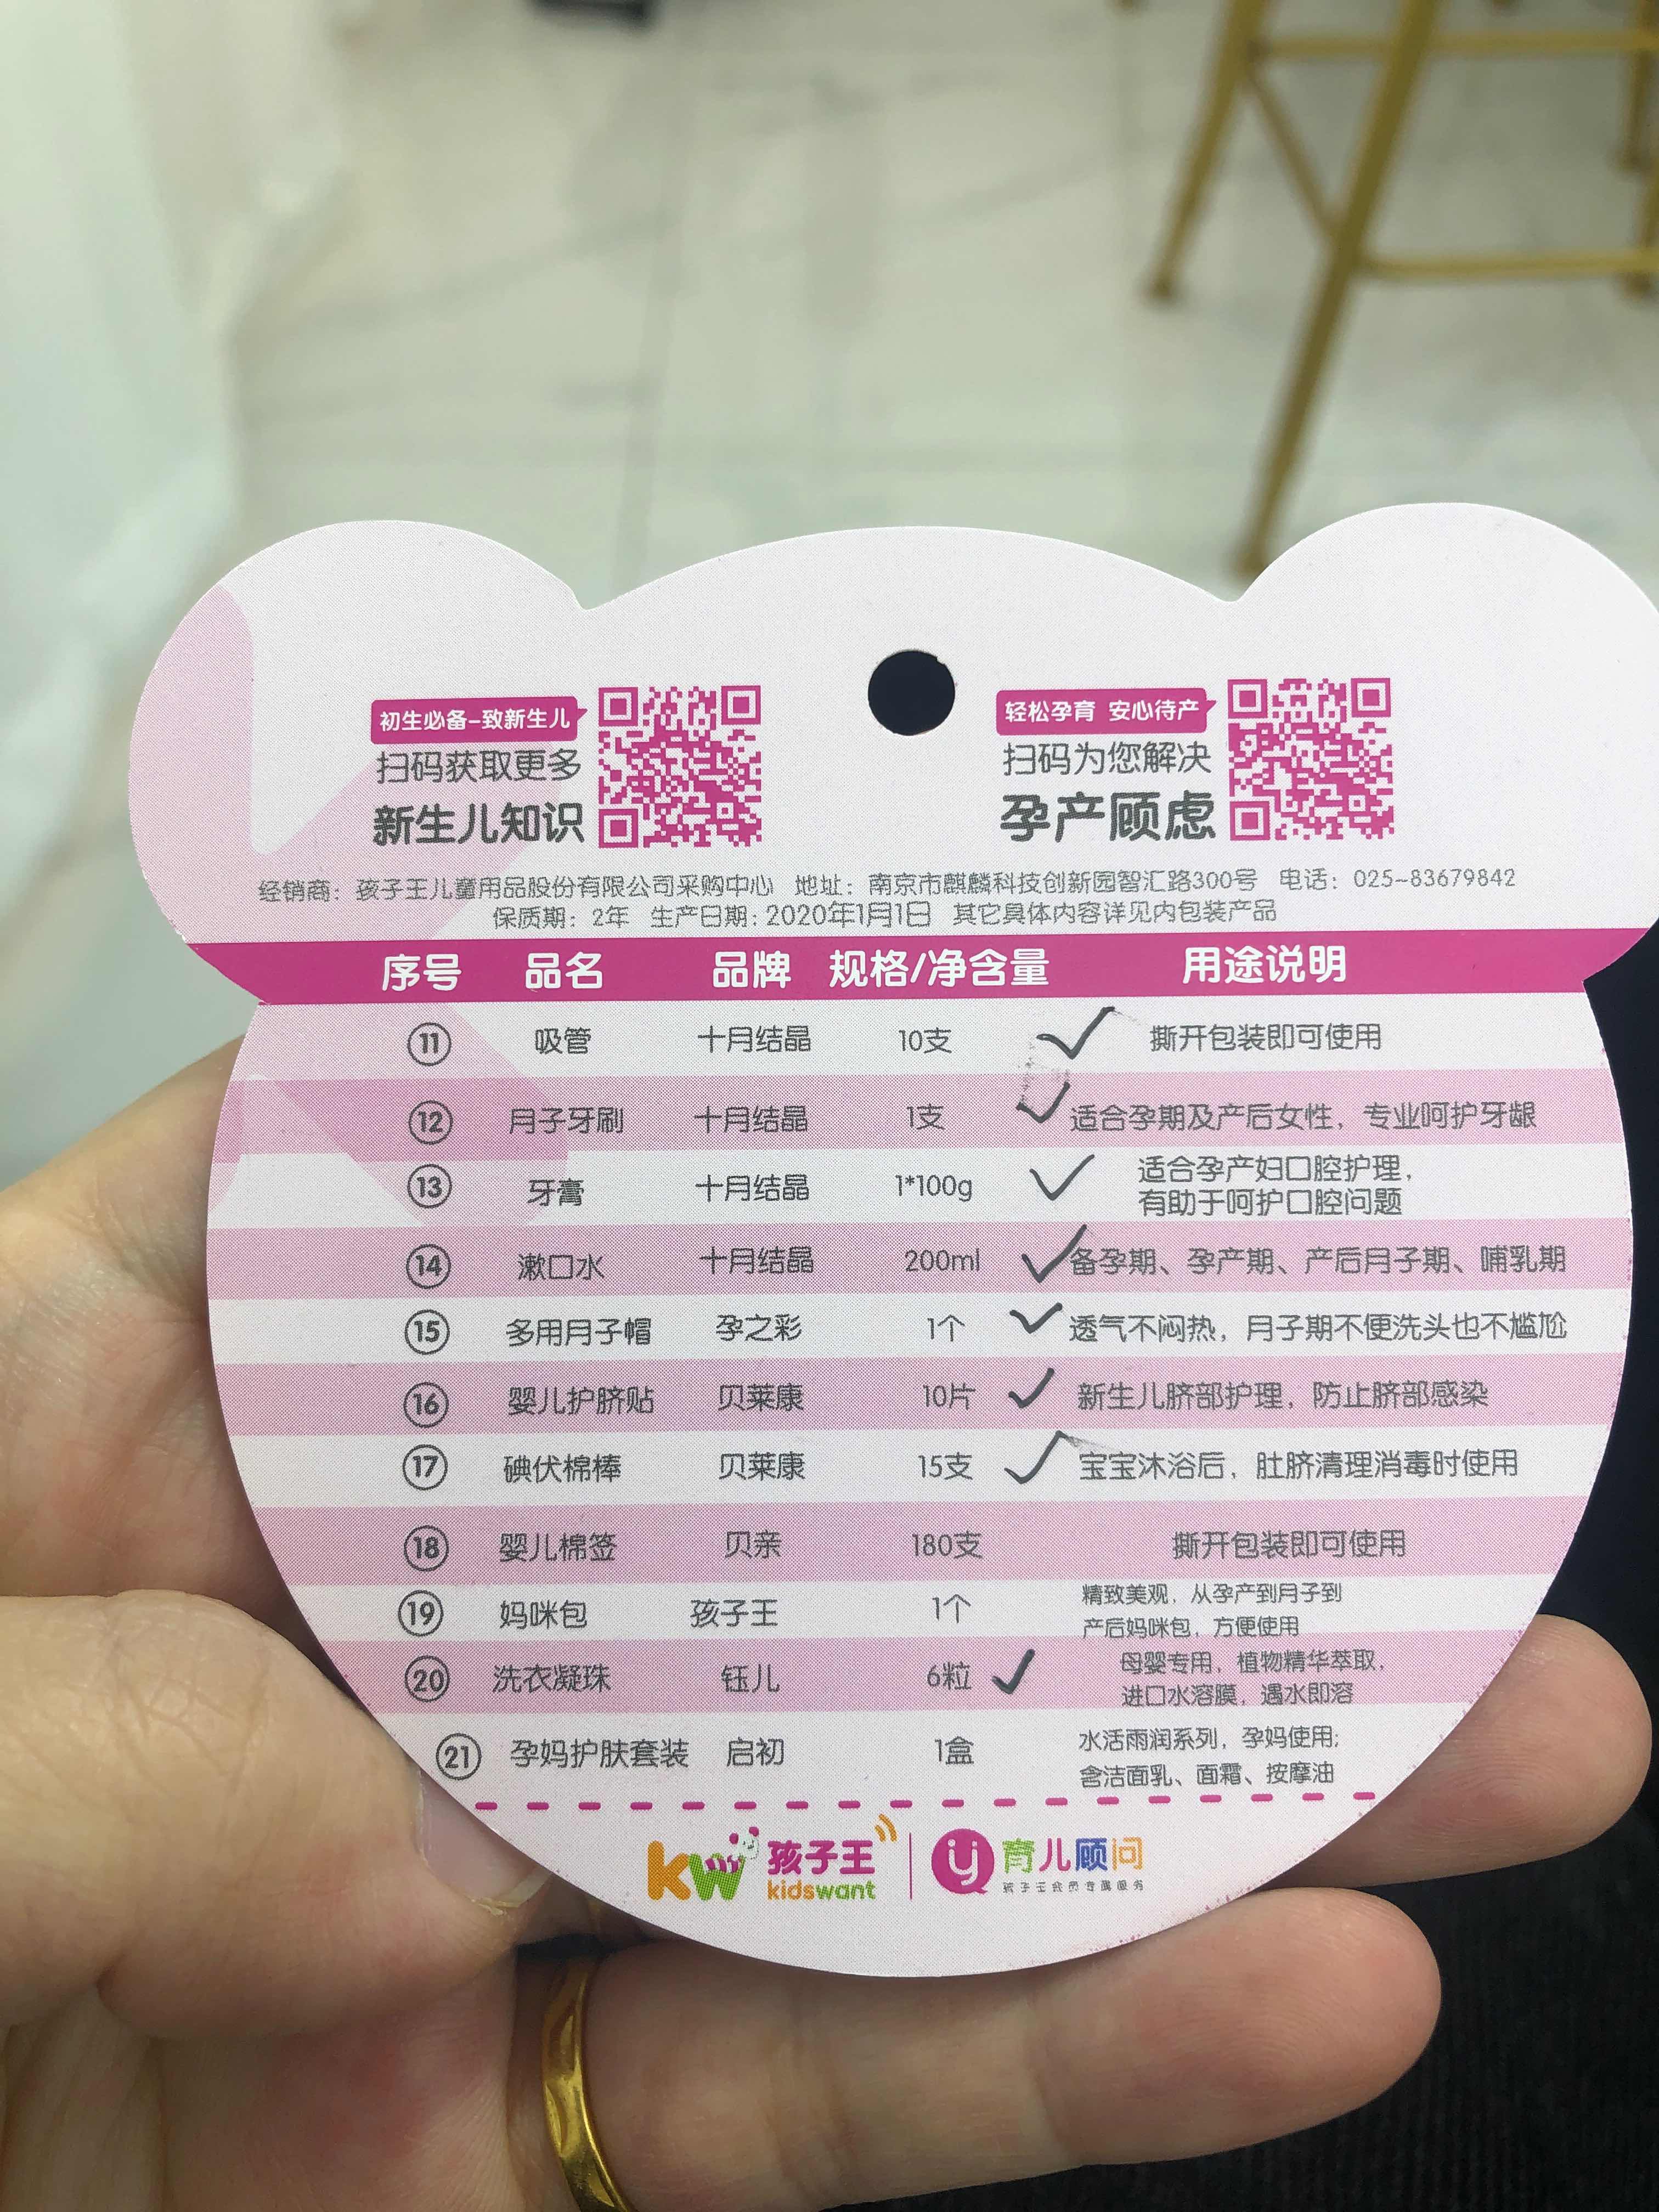 初生必备-致新生儿
扫码获取更多
新生儿知识
轻松孕育 安心待产
扫码为您解决
孕产顾虑
经销商：孩子王儿童用品股份有限公司采购中心 地址：南京市麒麟科技创新园智汇路300号 电话：025-83679842
保质期：2年 生产日期：2020年1月1日 其它具体内容详见内包装产品
序号 品名 品牌 规格/净含量 用途说明
⑪ 吸管 十月结晶 10支 ✓ 撕开包装即可使用
⑫ 月子牙刷 十月结晶 1支 ✓ 适合孕期及产后女性，专业呵护牙龈
⑬ 牙膏 十月结晶 1*100g ✓ 适合孕产妇口腔护理，
有助于呵护口腔问题
⑭ 漱口水 十月结晶 200ml ✓ 备孕期、孕产期、产后月子期、哺乳期
⑮ 多用月子帽 孕之彩 1个 ✓ 透气不闷热，月子期不便洗头也不尴尬
⑯ 婴儿护脐贴 贝莱康 10片 ✓ 新生儿脐部护理，防止脐部感染
⑰ 碘伏棉棒 贝莱康 15支 ✓ 宝宝沐浴后，肚脐清理消毒时使用
⑱ 婴儿棉签 贝亲 180支 撕开包装即可使用
⑲ 妈咪包 孩子王 1个 精致美观，从孕产到月子到
产后妈咪包，方便使用
⑳ 洗衣凝珠 钰儿 6粒 ✓ 母婴专用，植物精华萃取，
进口水溶膜，遇水即溶
㉑ 孕妈护肤套装 启初 1盒 水活雨润系列，孕妈使用；
含洁面乳、面霜、按摩油
kw 孩子王 kidswant
育儿顾问
孩子王会员专属服务